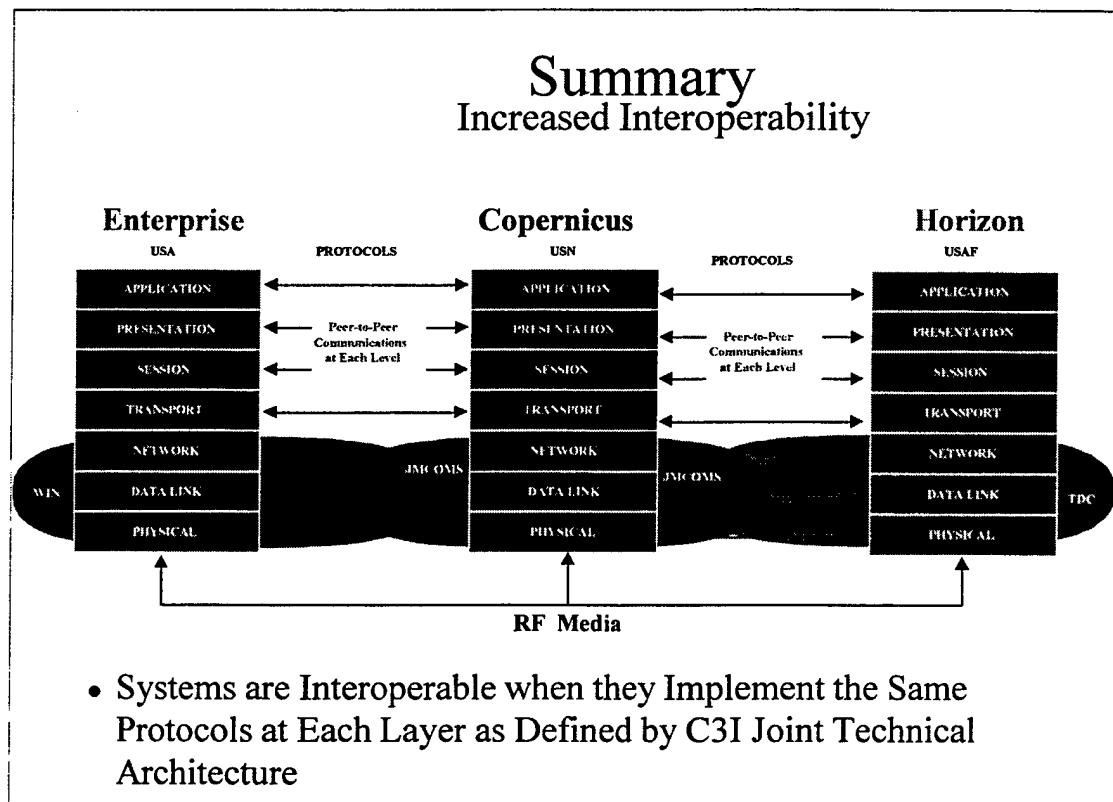 Summary
Increased Interoperability
Enterprise
USA
PROTOCOLS
Copernicus
USN
PROTOCOLS
Horizon
USAF
APPLICATION
PRESENTATION
SESSION
TRANSPORT
NETWORK
DATA LINK
PHYSICAL
Peer-to-Peer
Communications
at Each Level
APPLICATION
PRESENTATION
SESSION
TRANSPORT
NETWORK
DATA LINK
PHYSICAL
Peer-to-Peer
Communications
at Each Level
APPLICATION
PRESENTATION
SESSION
TRANSPORT
NETWORK
DATA LINK
PHYSICAL
WIN
JMCOMS
JMCOMS
TDC
RF Media
• Systems are Interoperable when they Implement the Same
Protocols at Each Layer as Defined by C3I Joint Technical
Architecture